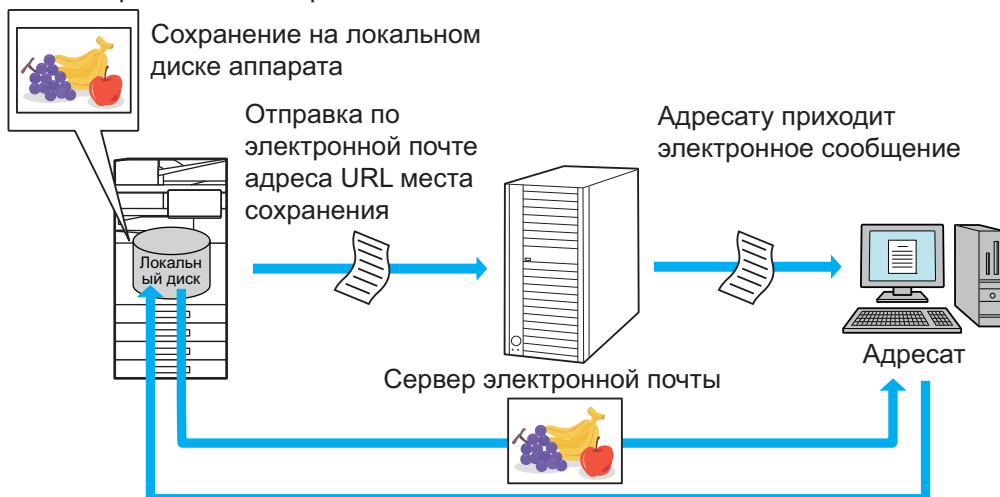 Сохранение на локальном
диске аппарата
Отправка по
электронной почте
адреса URL места
сохранения
Адресату приходит
электронное сообщение
Локальн
ый диск
Сервер электронной почты
Адресат